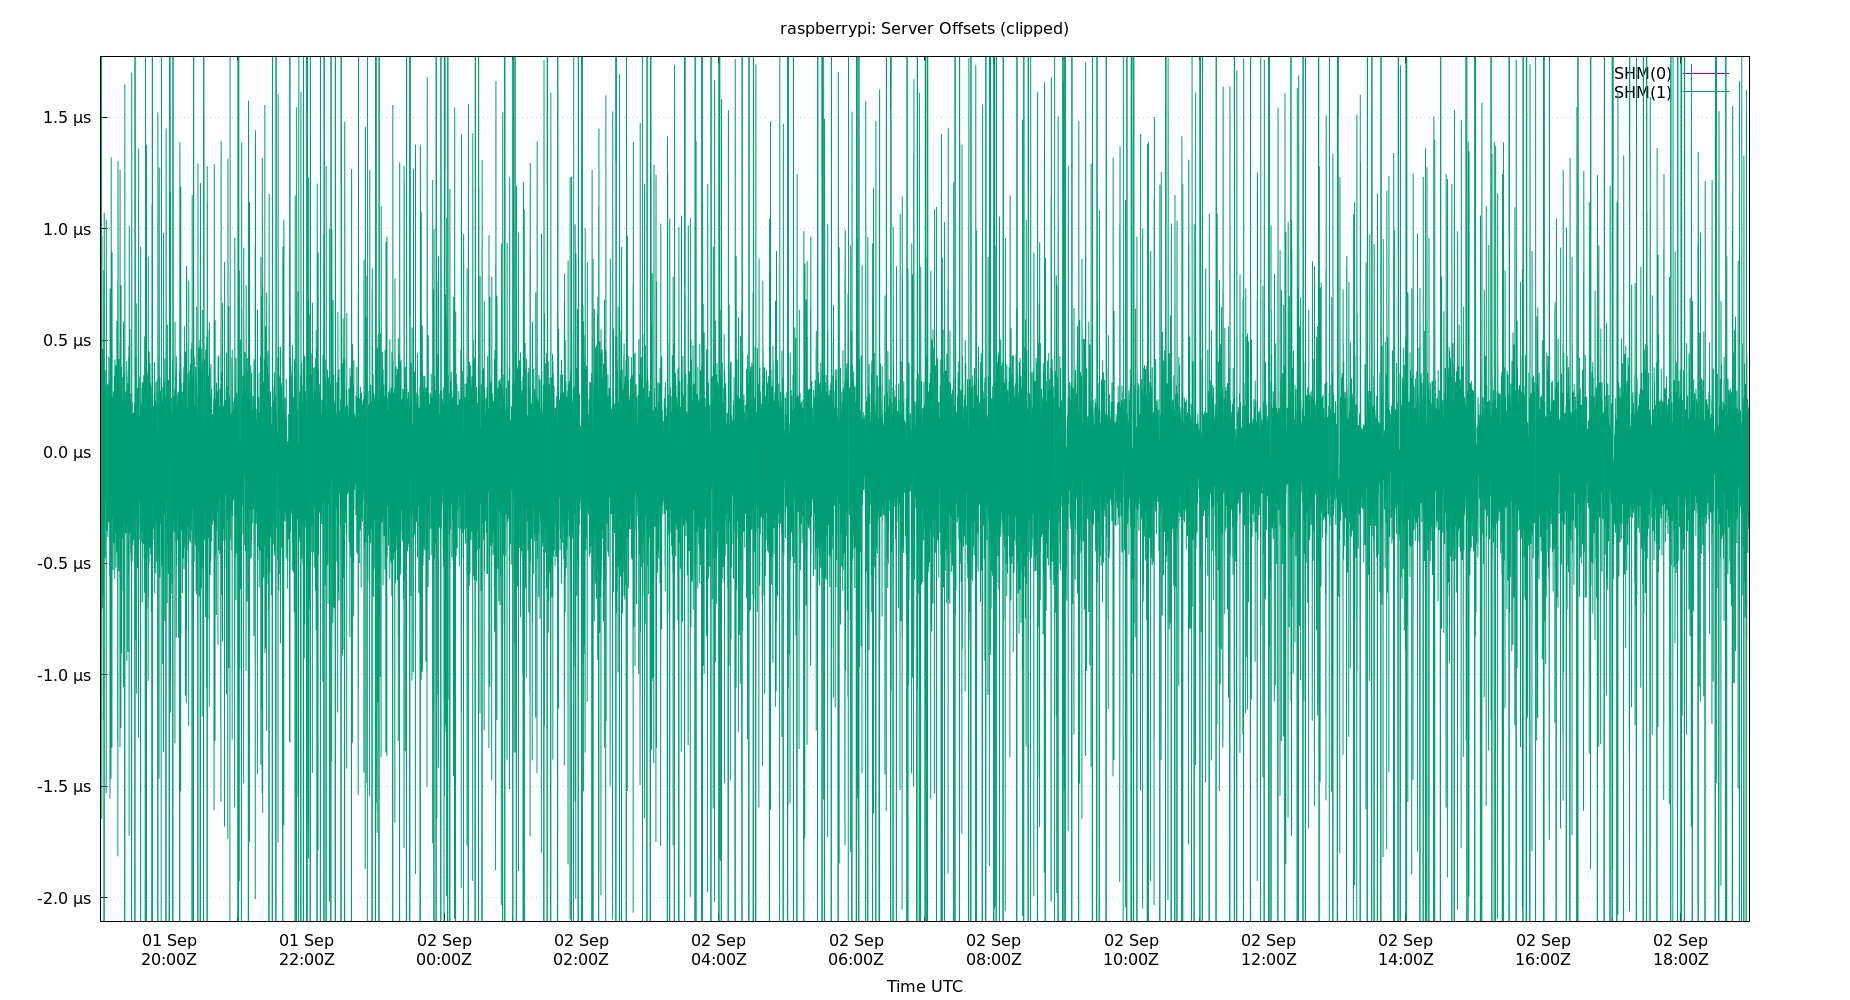 raspberrypi: Server Offsets (clipped)
SHM(0)
SHM(1)
1.5 µs
1.0 µs
0.5 µs
0.0 µs
-0.5 µs
-1.0 µs
-1.5 µs
-2.0 µs
01 Sep 01 Sep 02 Sep 02 Sep 02 Sep 02 Sep 02 Sep 02 Sep 02 Sep 02 Sep 02 Sep 02 Sep
20:00Z 22:00Z 00:00Z 02:00Z 04:00Z 06:00Z 08:00Z 10:00Z 12:00Z 14:00Z 16:00Z 18:00Z
Time UTC